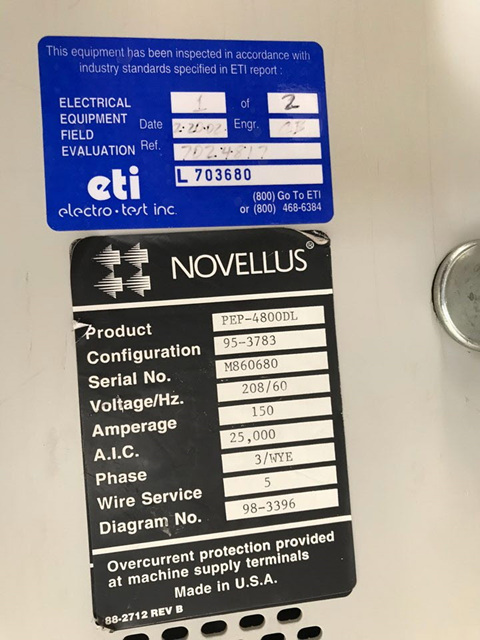 This equipment has been inspected in accordance with
industry standards specified in ETI report :
ELECTRICAL 1 of 2
EQUIPMENT
FIELD Date Engr.
EVALUATION Ref.
L 703680
eti
electro·test inc.
(800) Go To ETI
or (800) 468-6384
NOVELLUS®
Product PEP-4800DL
Configuration 95-3783
Serial No. M860680
Voltage/Hz. 208/60
Amperage 150
A.I.C. 25,000
Phase 3/WYE
Wire Service 5
Diagram No. 98-3396
Overcurrent protection provided
at machine supply terminals
Made in U.S.A.
88-2712 REV B